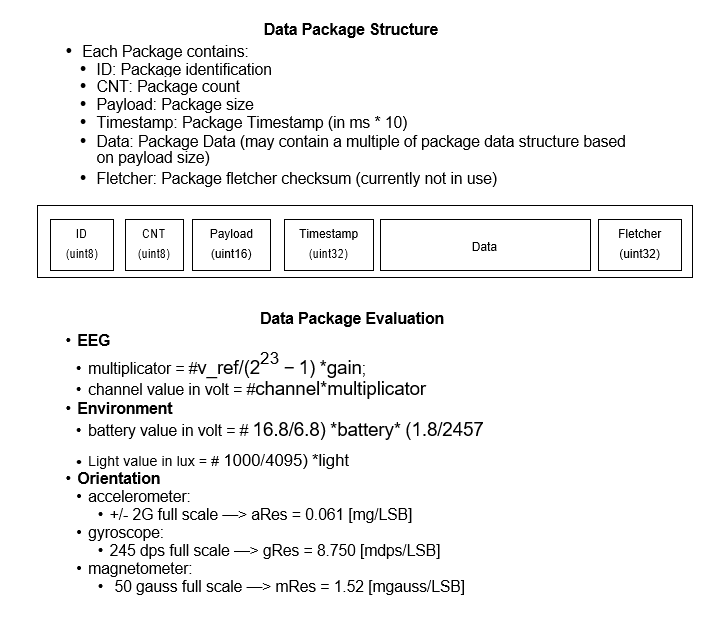 Data Package Structure
• Each Package contains:
• ID: Package identification
• CNT: Package count
• Payload: Package size
• Timestamp: Package Timestamp (in ms * 10)
• Data: Package Data (may contain a multiple of package data structure based
on payload size)
• Fletcher: Package fletcher checksum (currently not in use)
ID CNT Payload Timestamp Data Fletcher
(uint8) (uint8) (uint16) (uint32) (uint32)
Data Package Evaluation
• EEG
• multiplicator = #v_ref/(2²³ – 1) *gain;
• channel value in volt = #channel*multiplicator
• Environment
• battery value in volt = # 16.8/6.8) *battery* (1.8/2457
• Light value in lux = # 1000/4095) *light
• Orientation
• accelerometer:
• +/- 2G full scale —> aRes = 0.061 [mg/LSB]
• gyroscope:
• 245 dps full scale —> gRes = 8.750 [mdps/LSB]
• magnetometer:
• 50 gauss full scale —> mRes = 1.52 [mgauss/LSB]